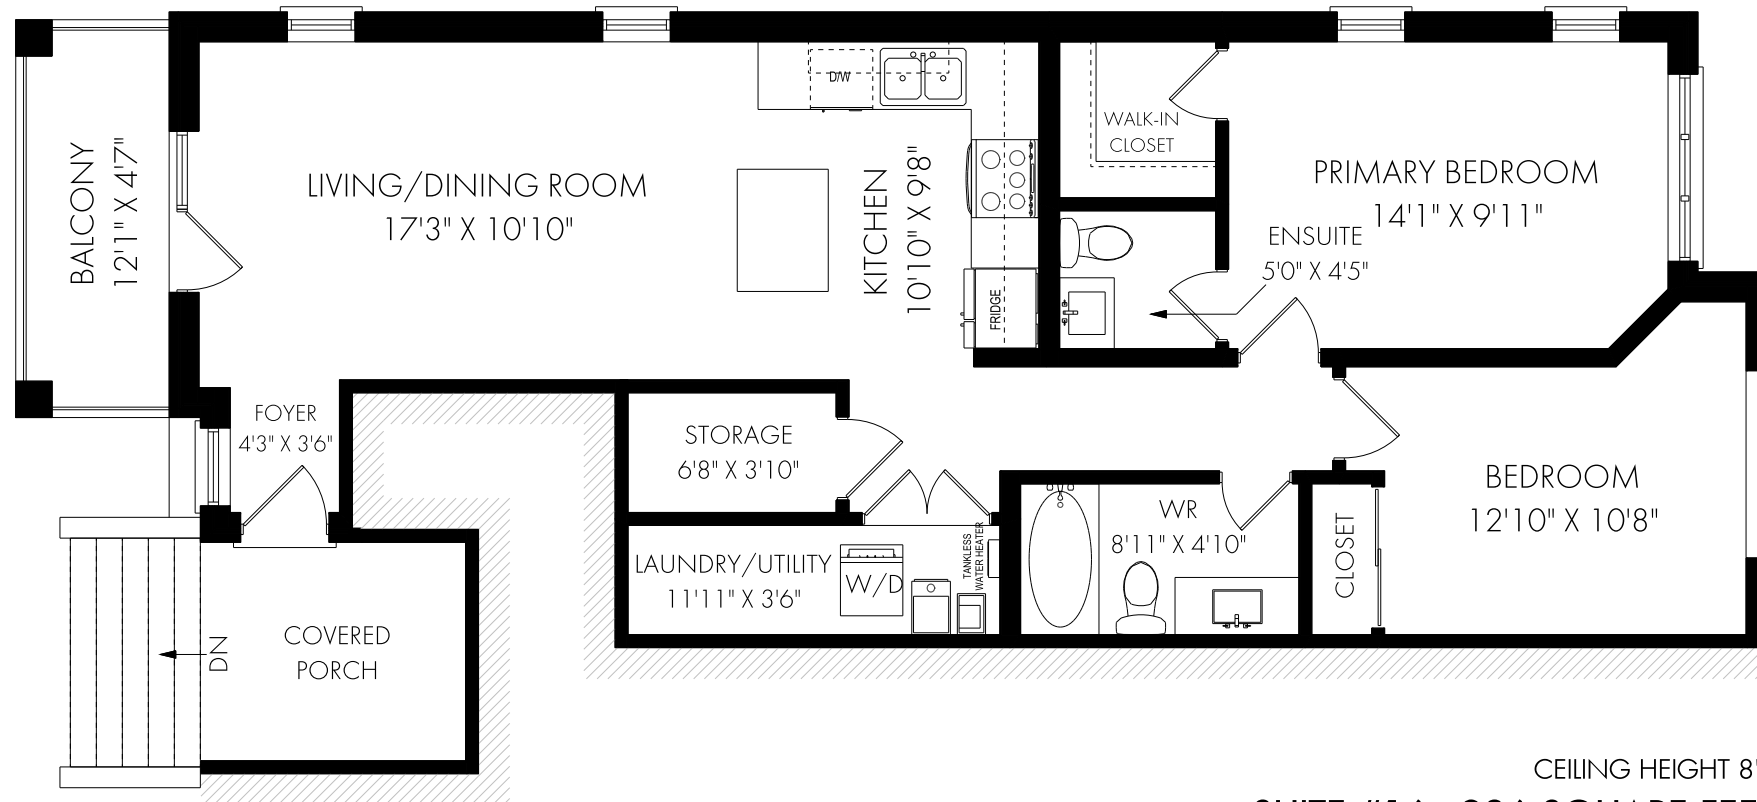 BALCONY
12'1" X 4'7"
LIVING/DINING ROOM
17'3" X 10'10"
D/W
KITCHEN
10'10" X 9'8"
FRIDGE
WALK-IN
CLOSET
PRIMARY BEDROOM
14'1" X 9'11"
ENSUITE
5'0" X 4'5"
FOYER
4'3" X 3'6"
STORAGE
6'8" X 3'10"
LAUNDRY/UTILITY
11'11" X 3'6"
W/D
TANKLESS
WATER HEATER
WR
8'11" X 4'10"
CLOSET
BEDROOM
12'10" X 10'8"
DN
COVERED
PORCH
CEILING HEIGHT 8'